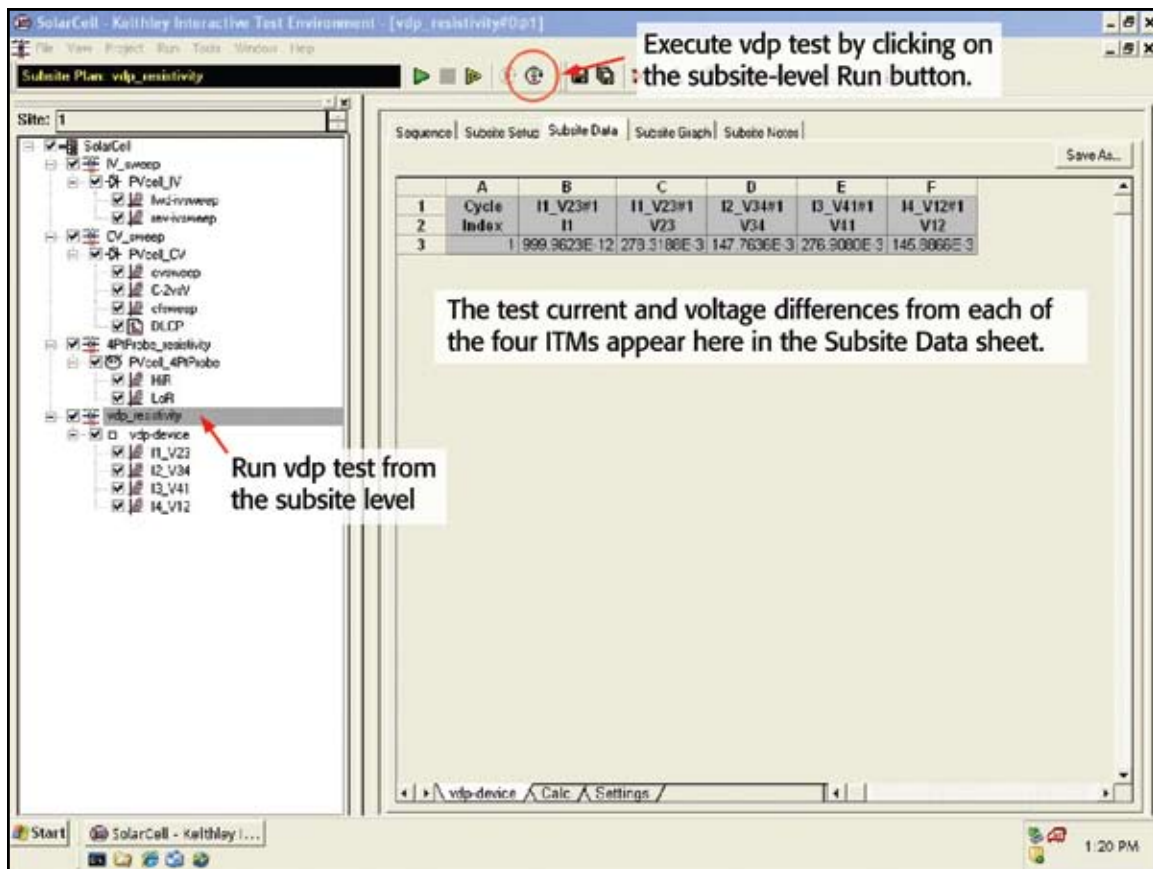 SolarCell - Keithley Interactive Test Environment - [vdp_resistivity#0@1]
File View Project Run Tools Window Help
Subsite Plan: vdp_resistivity
Execute vdp test by clicking on
the subsite-level Run button.
Site: 1
SolarCell
IV_sweep
PVcell_IV
fwd-ivsweep
rev-ivsweep
CV_sweep
PVcell_CV
cvsweep
C-2vsV
cfsweep
DLCP
4PtProbe_resistivity
PVcell_4PtProbe
HiR
LoR
vdp_resistivity
vdp-device
I1_V23
I2_V34
I3_V41
I4_V12
Run vdp test from
the subsite level
Sequence Subsite Setup Subsite Data Subsite Graph Subsite Notes
Save As...
A B C D E F
1 Cycle I1_V23#1 I1_V23#1 I2_V34#1 I3_V41#1 I4_V12#1
2 Index I1 V23 V34 V41 V12
3 1 999.9623E-12 278.3188E-3 147.7636E-3 276.9080E-3 145.8866E-3
The test current and voltage differences from each of
the four ITMs appear here in the Subsite Data sheet.
vdp-device Calc Settings
Start SolarCell - Keithley I... 1:20 PM